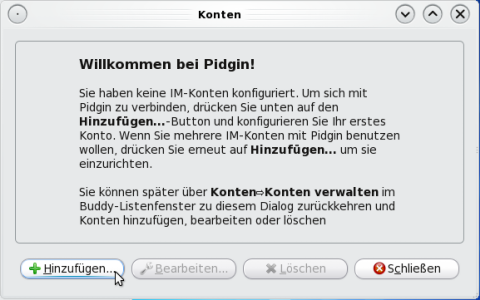 Konten
Willkommen bei Pidgin!
Sie haben keine IM-Konten konfiguriert. Um sich mit
Pidgin zu verbinden, drücken Sie unten auf den
Hinzufügen...-Button und konfigurieren Sie Ihr erstes
Konto. Wenn Sie mehrere IM-Konten mit Pidgin benutzen
wollen, drücken Sie erneut auf Hinzufügen... um sie
einzurichten.
Sie können später über Konten⇨Konten verwalten im
Buddy-Listenfenster zu diesem Dialog zurückkehren und
Konten hinzufügen, bearbeiten oder löschen
Hinzufügen... Bearbeiten... Löschen Schließen